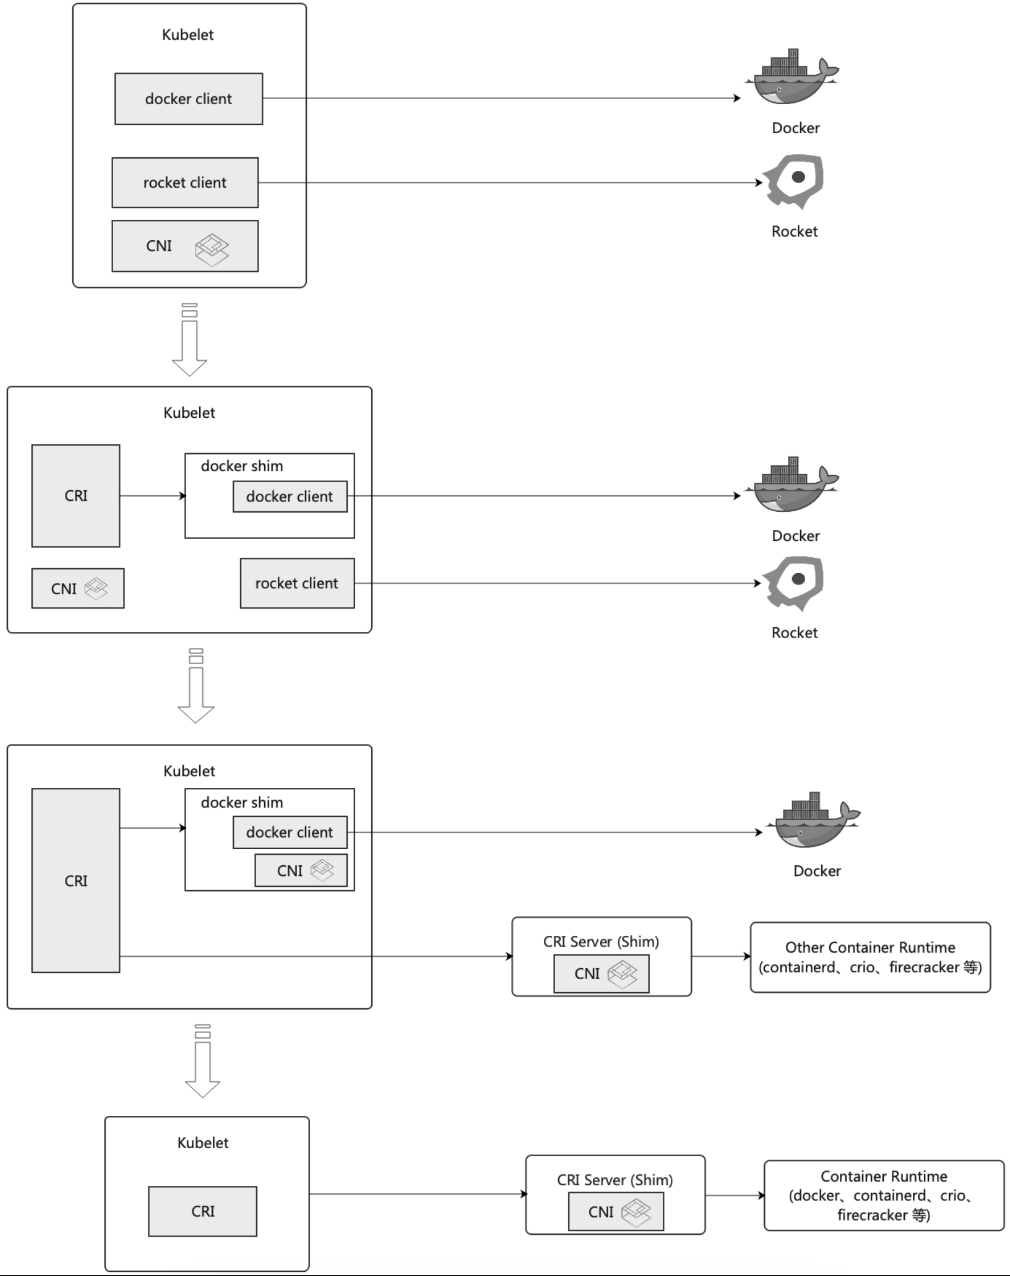 Kubelet
docker client
Docker
rocket client
Rocket
CNI
Kubelet
docker shim
CRI
docker client
Docker
CNI
rocket client
Rocket
Kubelet
docker shim
docker client
CNI
CRI
Docker
CRI Server (Shim)
CNI
Other Container Runtime
(containerd、crio、firecracker 等)
Kubelet
CRI
CRI Server (Shim)
CNI
Container Runtime
(docker、containerd、crio、
firecracker 等)